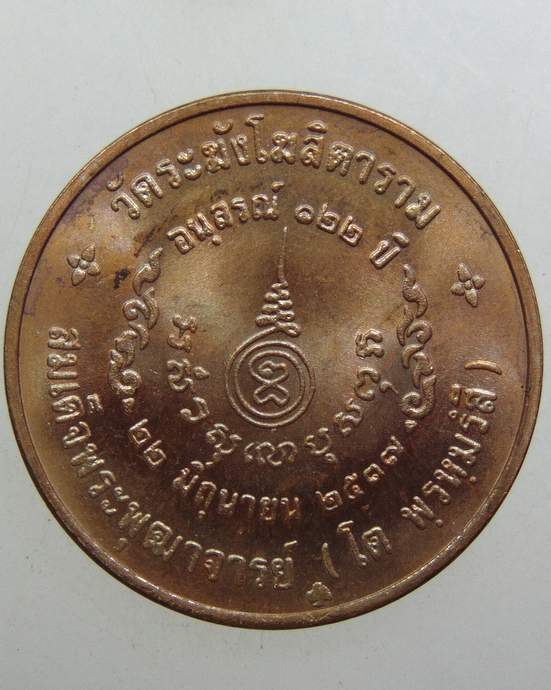 วัดระฆังโฆสิตาราม
อนุสรณ์ ๑๒๒ ปี
๒๒ มิถุนายน ๒๕๓๗
สมเด็จพระพุฒาจารย์ (โต พฺรหฺมรํสี)